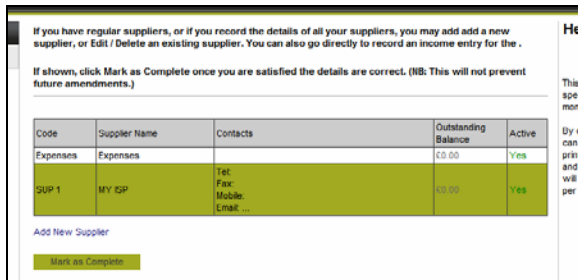 If you have regular suppliers, or if you record the details of all your suppliers, you may add add a new
supplier, or Edit / Delete an existing supplier. You can also go directly to record an income entry for the .
If shown, click Mark as Complete once you are satisfied the details are correct. (NB: This will not prevent
future amendments.)
Code Supplier Name Contacts Outstanding Balance Active
Expenses Expenses £0.00 Yes
SUP 1 MY ISP Tel: £0.00 Yes
Fax:
Mobile:
Email: ...
Add New Supplier
Mark as Complete
He
This
spe
mon
By
can
prin
and
will
per